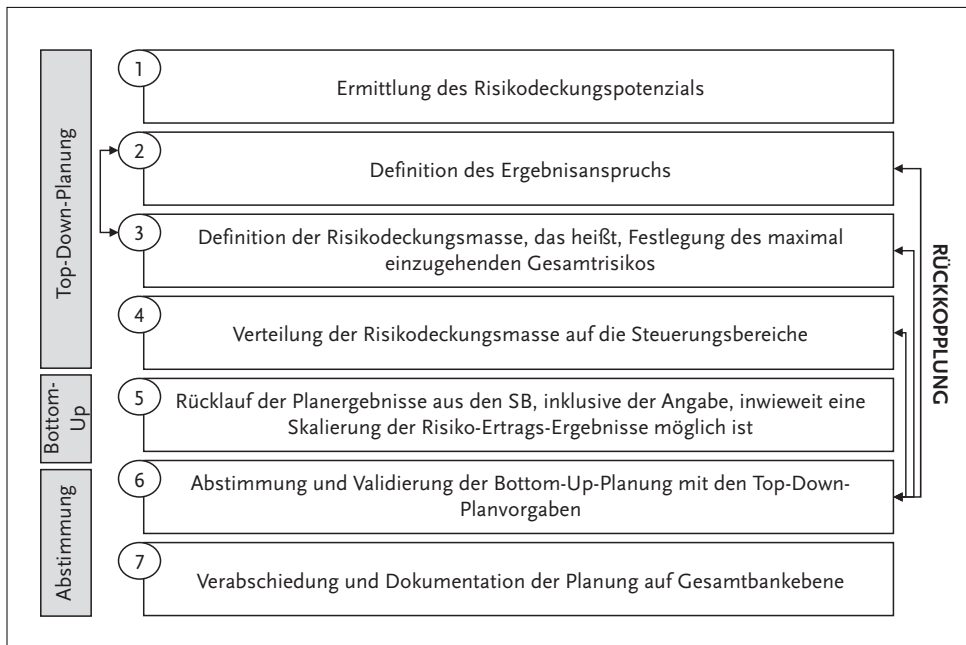 Top-Down-Planung
1
Ermittlung des Risikodeckungspotenzials
2
Definition des Ergebnisanspruchs
3
Definition der Risikodeckungsmasse, das heißt, Festlegung des maximal
einzugehenden Gesamtrisikos
4
Verteilung der Risikodeckungsmasse auf die Steuerungsbereiche
Bottom-
Up
5
Rücklauf der Planergebnisse aus den SB, inklusive der Angabe, inwieweit eine
Skalierung der Risiko-Ertrags-Ergebnisse möglich ist
Abstimmung
6
Abstimmung und Validierung der Bottom-Up-Planung mit den Top-Down-
Planvorgaben
7
Verabschiedung und Dokumentation der Planung auf Gesamtbankebene
RÜCKKOPPLUNG